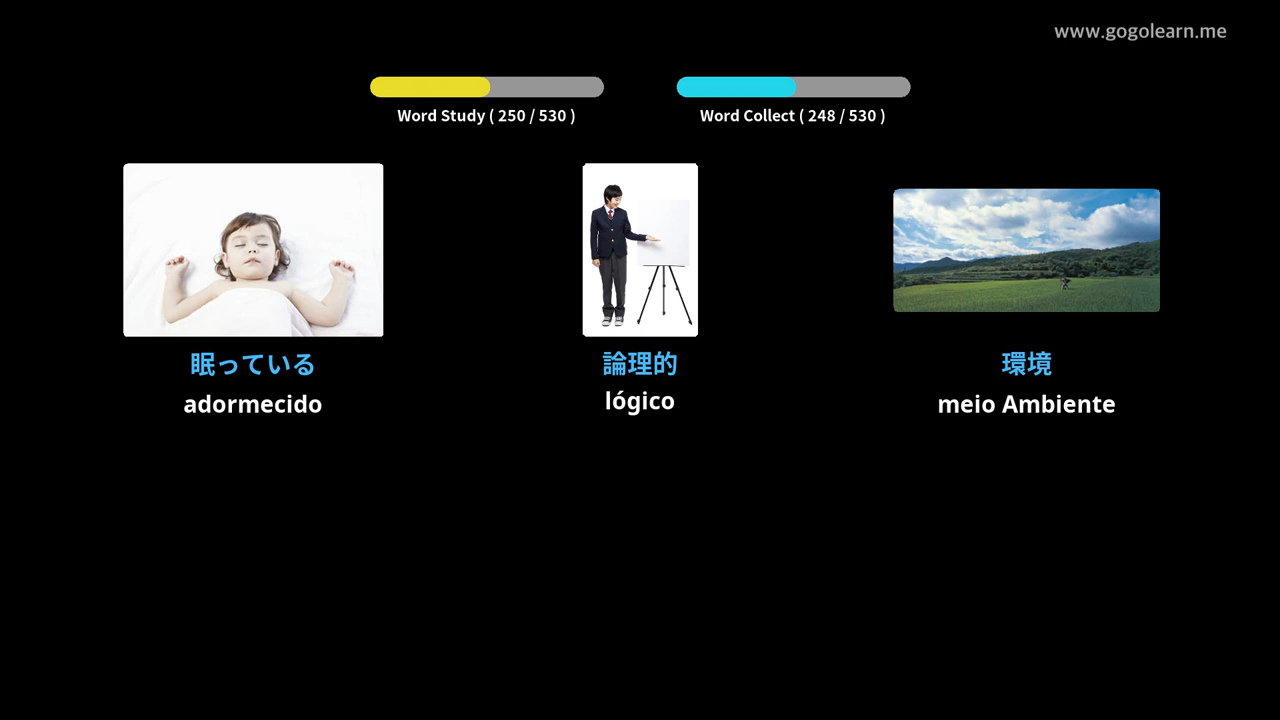 www.gogolearn.me
Word Study ( 250 / 530 )
Word Collect ( 248 / 530 )
眠っている
論理的
環境
adormecido
lógico
meio Ambiente